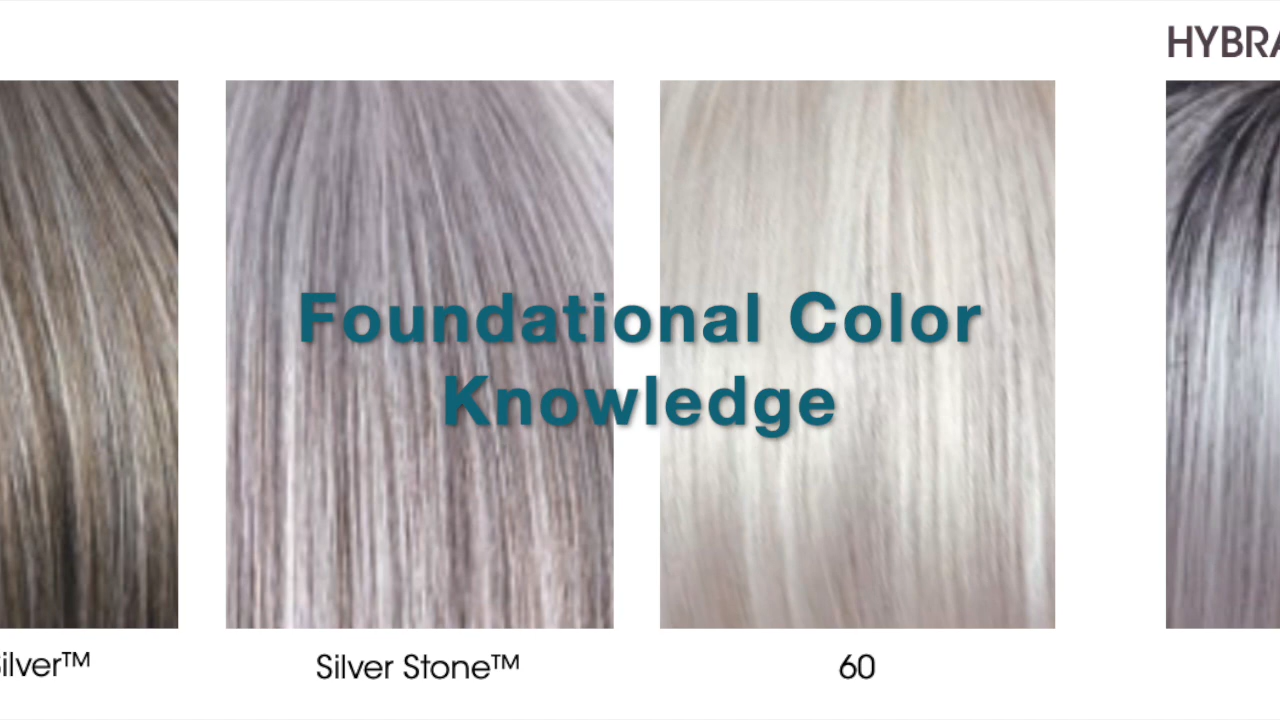 HYBRA
Foundational Color
Knowledge
ilver™
Silver Stone™
60